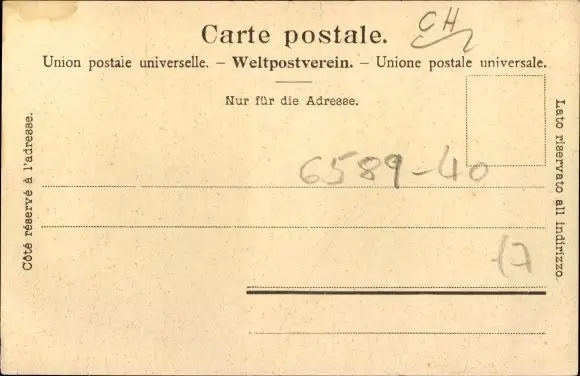 CH
Carte postale.
Union postale universelle. – Weltpostverein. – Unione postale universale.
Nur für die Adresse.
Côté réservé à l'adresse.
Lato riservato all indirizzo.
6589-40